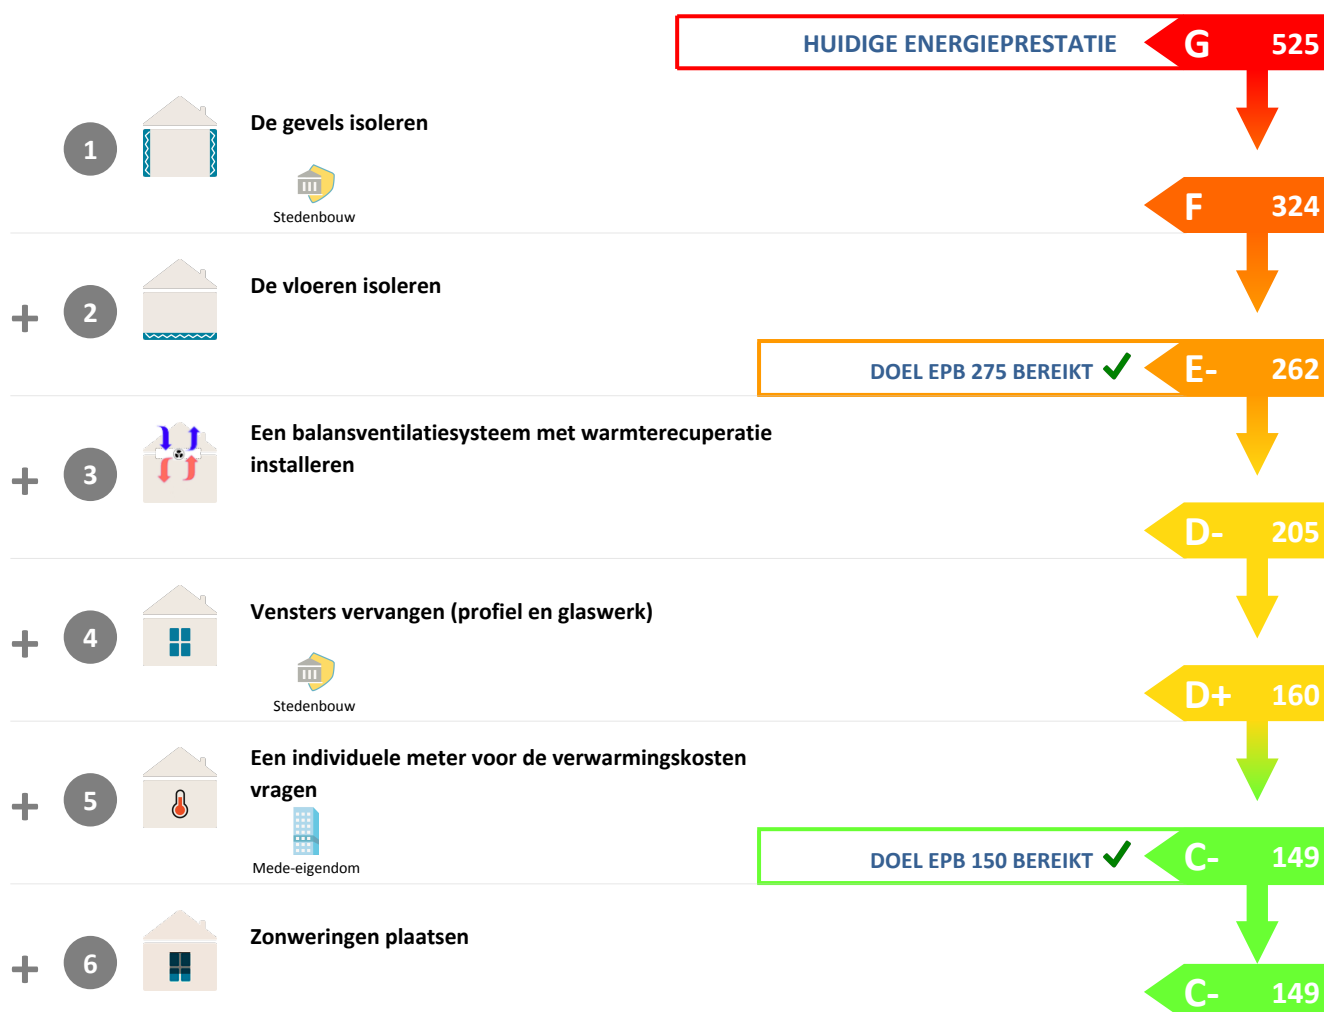 HUIDIGE ENERGIEPRESTATIE G 525
1 De gevels isoleren
Stedenbouw
F 324
+ 2 De vloeren isoleren
DOEL EPB 275 BEREIKT E- 262
+ 3 Een balansventilatiesysteem met warmterecuperatie
installeren
D- 205
+ 4 Vensters vervangen (profiel en glaswerk)
Stedenbouw
D+ 160
+ 5 Een individuele meter voor de verwarmingskosten
vragen
Mede-eigendom
DOEL EPB 150 BEREIKT C- 149
+ 6 Zonweringen plaatsen
C- 149